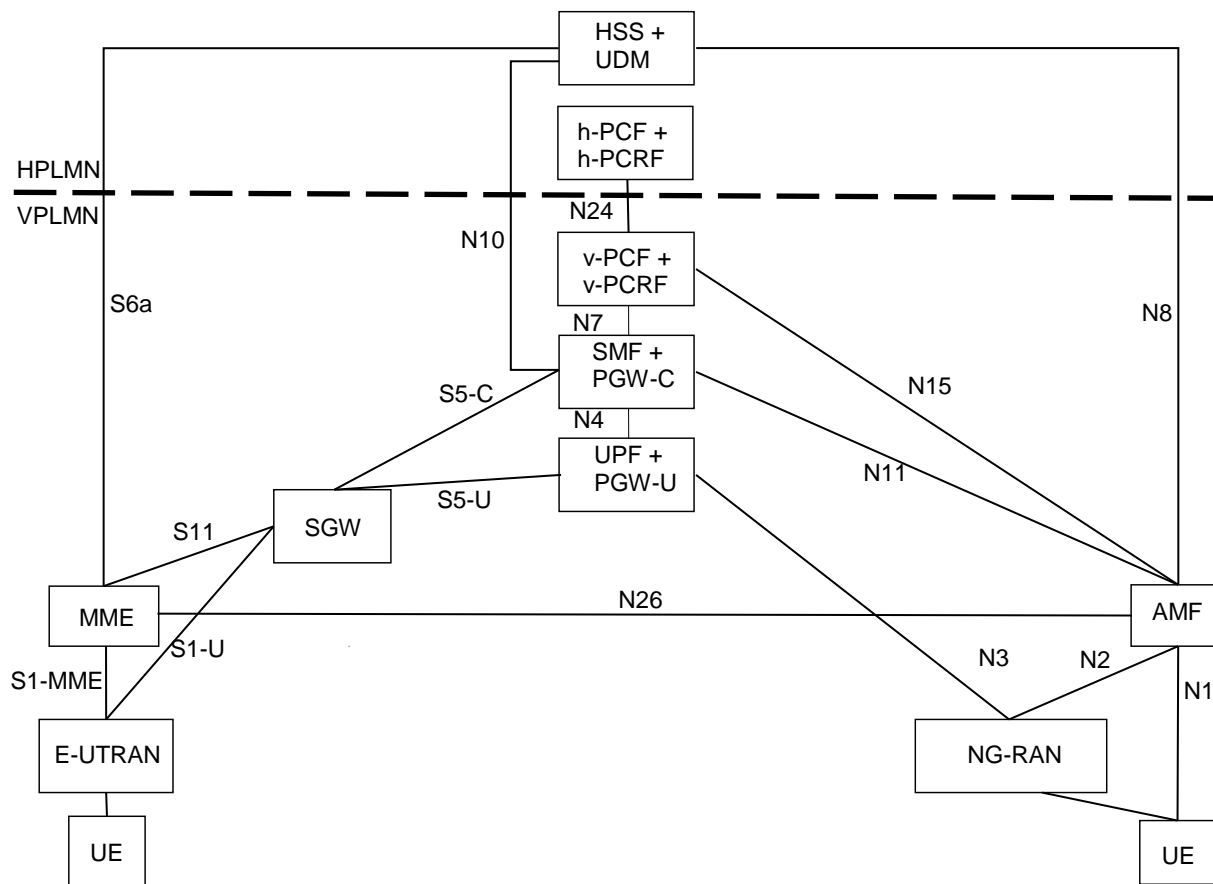 HSS +
UDM
h-PCF +
h-PCRF
HPLMN
VPLMN
N24
N10
v-PCF +
v-PCRF
S6a
N8
N7
SMF +
PGW-C
N15
S5-C
N4
UPF +
PGW-U
N11
S5-U
S11
SGW
N26
MME
AMF
S1-U
N3
N2
S1-MME
N1
E-UTRAN
NG-RAN
UE
UE